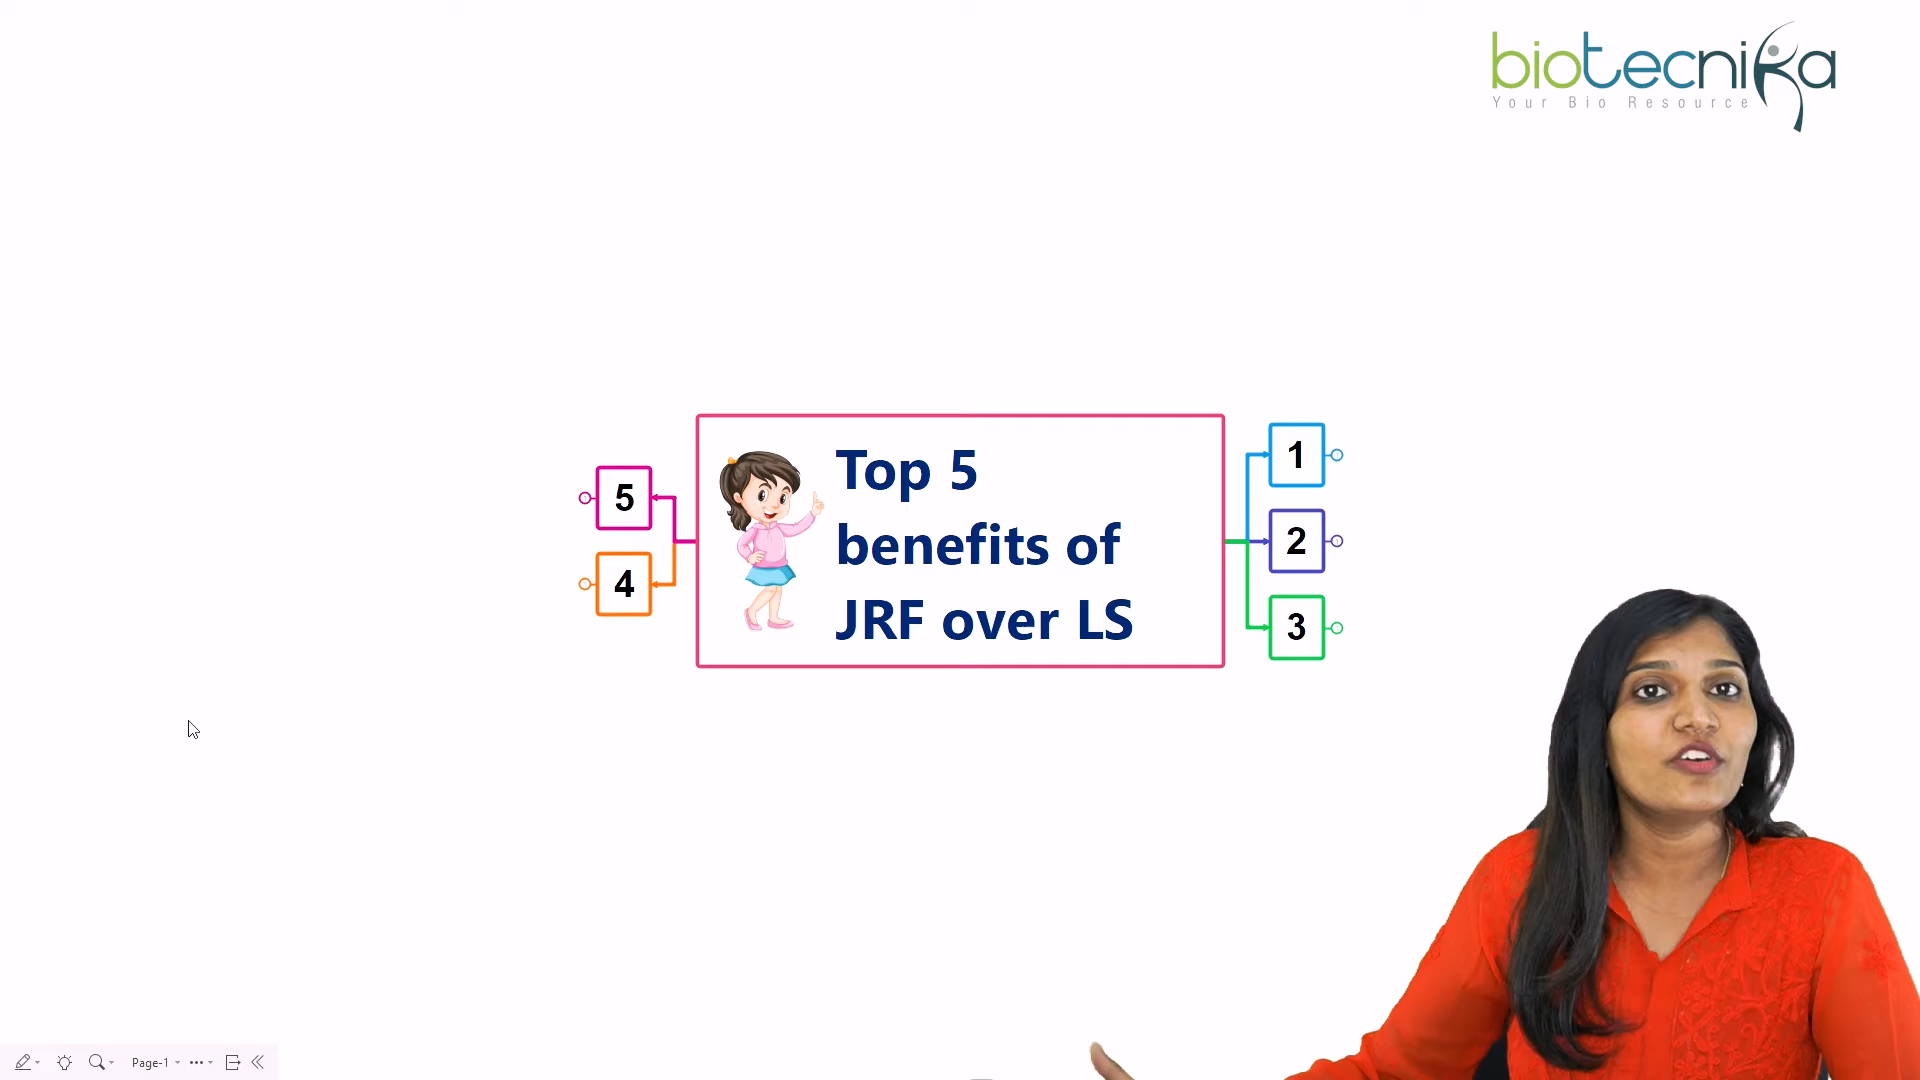 biotecnika
Your Bio Resource
Top 5
benefits of
JRF over LS
1
2
3
5
4
Page-1